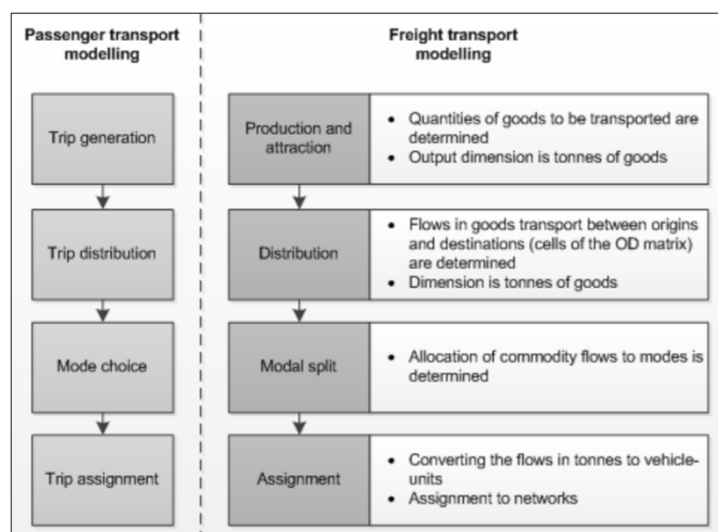 Passenger transport
modelling
Freight transport
modelling
Trip generation
Production and
attraction
• Quantities of goods to be transported are
determined
• Output dimension is tonnes of goods
Trip distribution
Distribution
• Flows in goods transport between origins
and destinations (cells of the OD matrix)
are determined
• Dimension is tonnes of goods
Mode choice
Modal split
• Allocation of commodity flows to modes is
determined
Trip assignment
Assignment
• Converting the flows in tonnes to vehicle-
units
• Assignment to networks